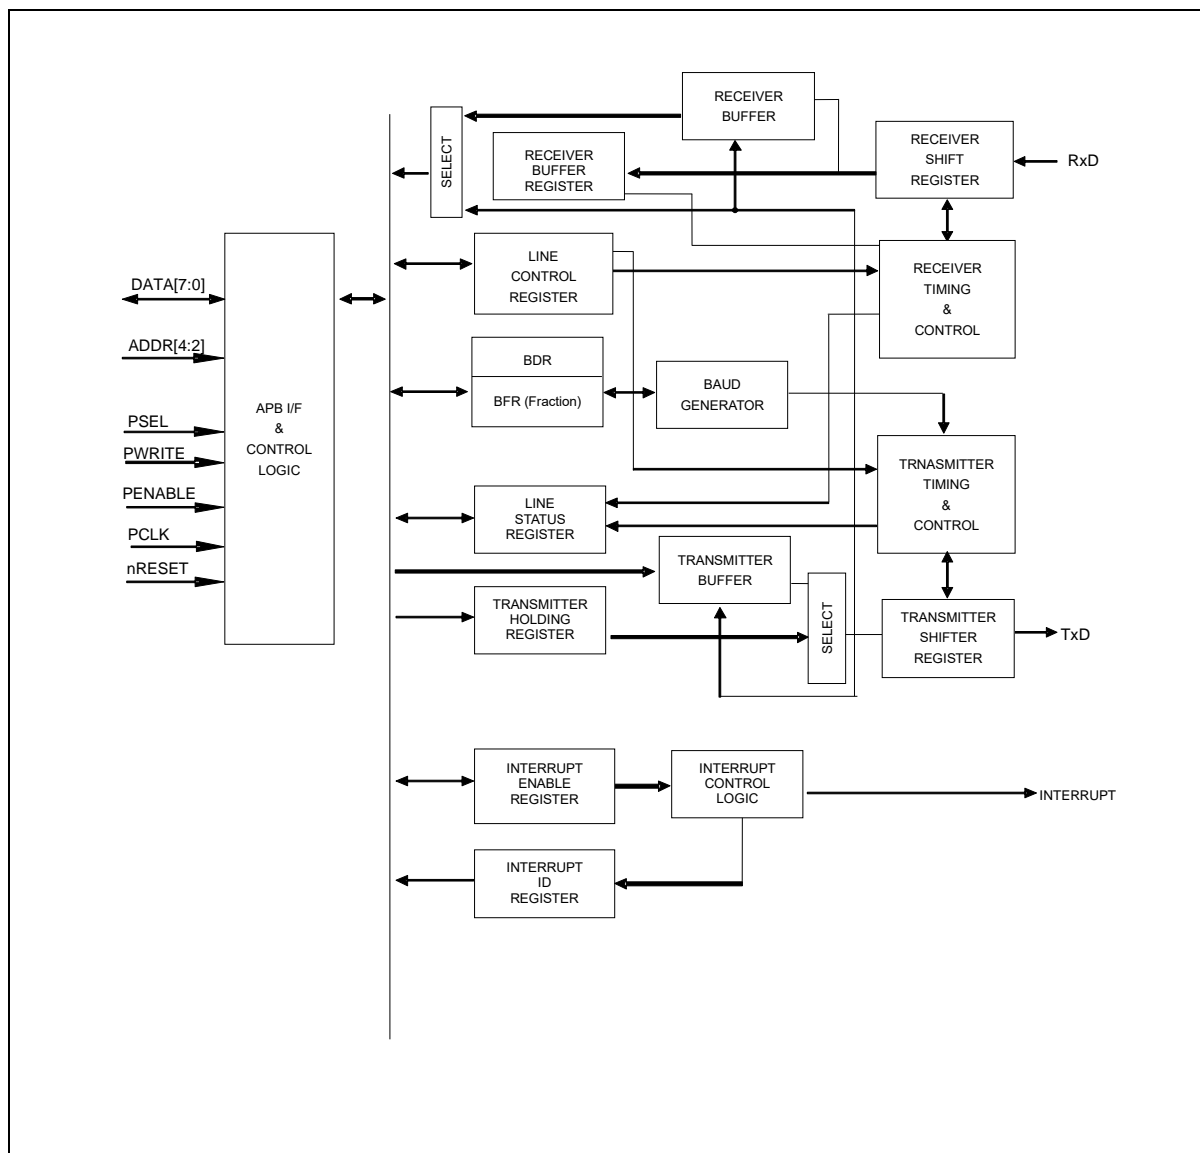 RECEIVER
BUFFER
SELECT
RECEIVER
BUFFER
REGISTER
RECEIVER
SHIFT
REGISTER
RxD
DATA[7:0]
ADDR[4:2]
PSEL
PWRITE
PENABLE
PCLK
nRESET
APB I/F
&
CONTROL
LOGIC
LINE
CONTROL
REGISTER
RECEIVER
TIMING
&
CONTROL
BDR
BFR (Fraction)
BAUD
GENERATOR
TRNASMITTER
TIMING
&
CONTROL
LINE
STATUS
REGISTER
TRANSMITTER
BUFFER
TRANSMITTER
HOLDING
REGISTER
SELECT
TRANSMITTER
SHIFTER
REGISTER
TxD
INTERRUPT
ENABLE
REGISTER
INTERRUPT
CONTROL
LOGIC
INTERRUPT
INTERRUPT
ID
REGISTER